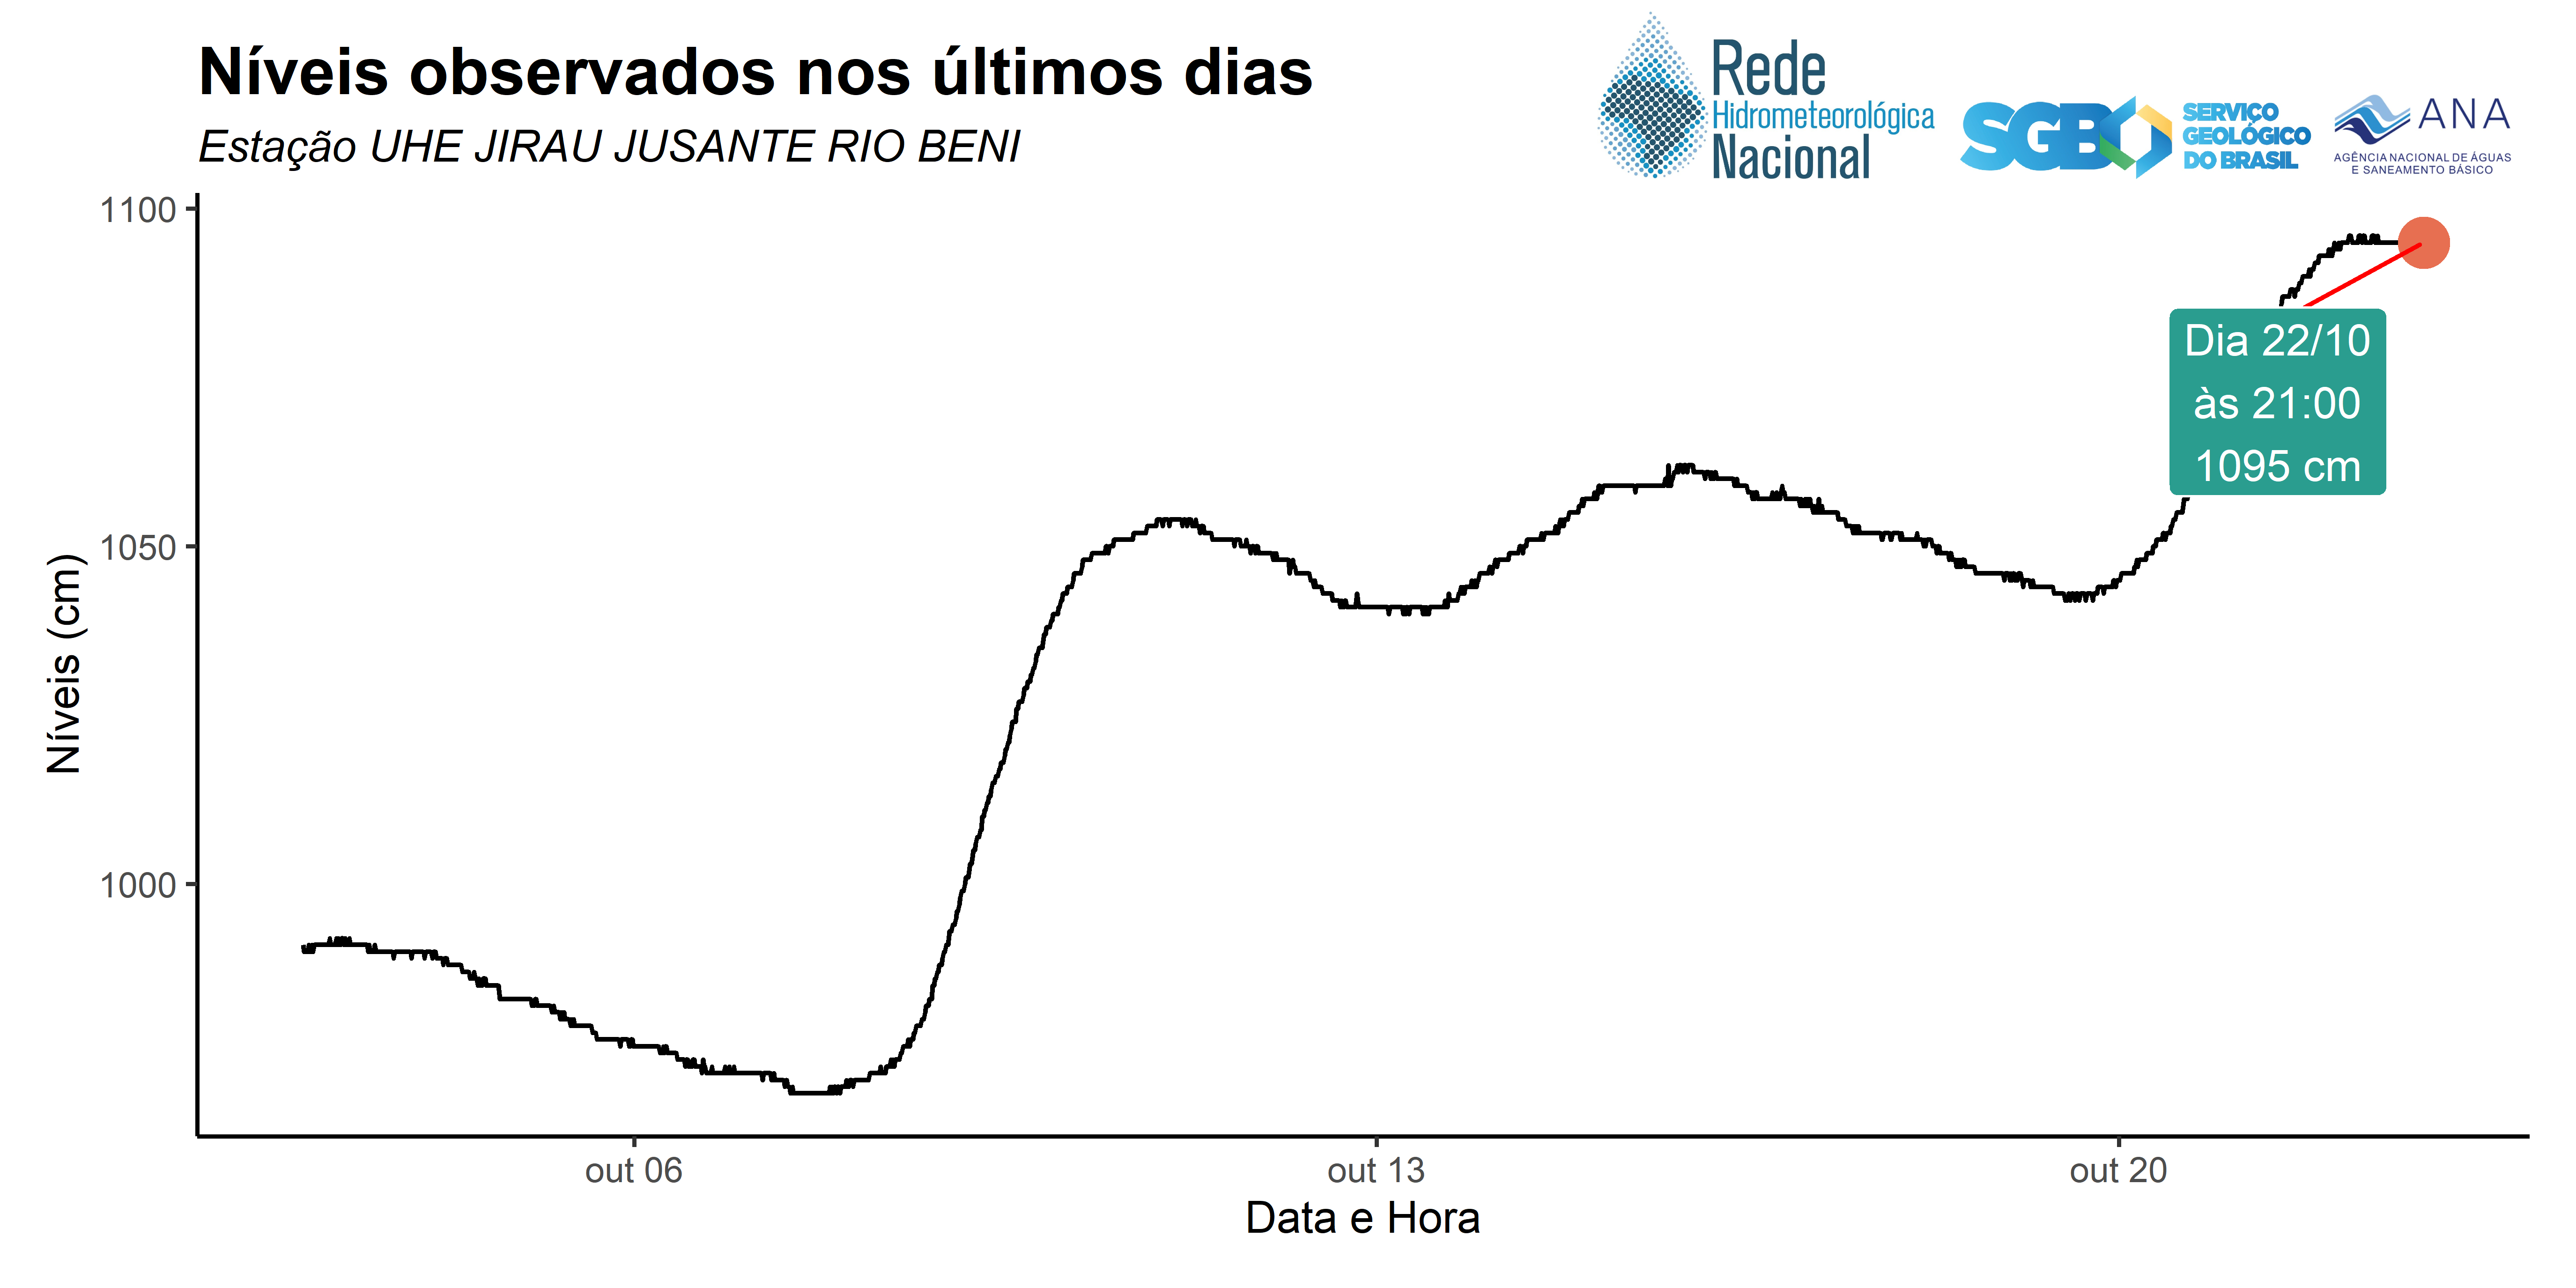 Níveis observados nos últimos dias
Estação UHE JIRAU JUSANTE RIO BENI
Rede
Hidrometeorológica
Nacional
SGB
SERVIÇO
GEOLÓGICO
DO BRASIL
ANA
AGÊNCIA NACIONAL DE ÁGUAS
E SANEAMENTO BÁSICO
Níveis (cm)
1100
1050
1000
Dia 22/10
às 21:00
1095 cm
out 06
out 13
out 20
Data e Hora